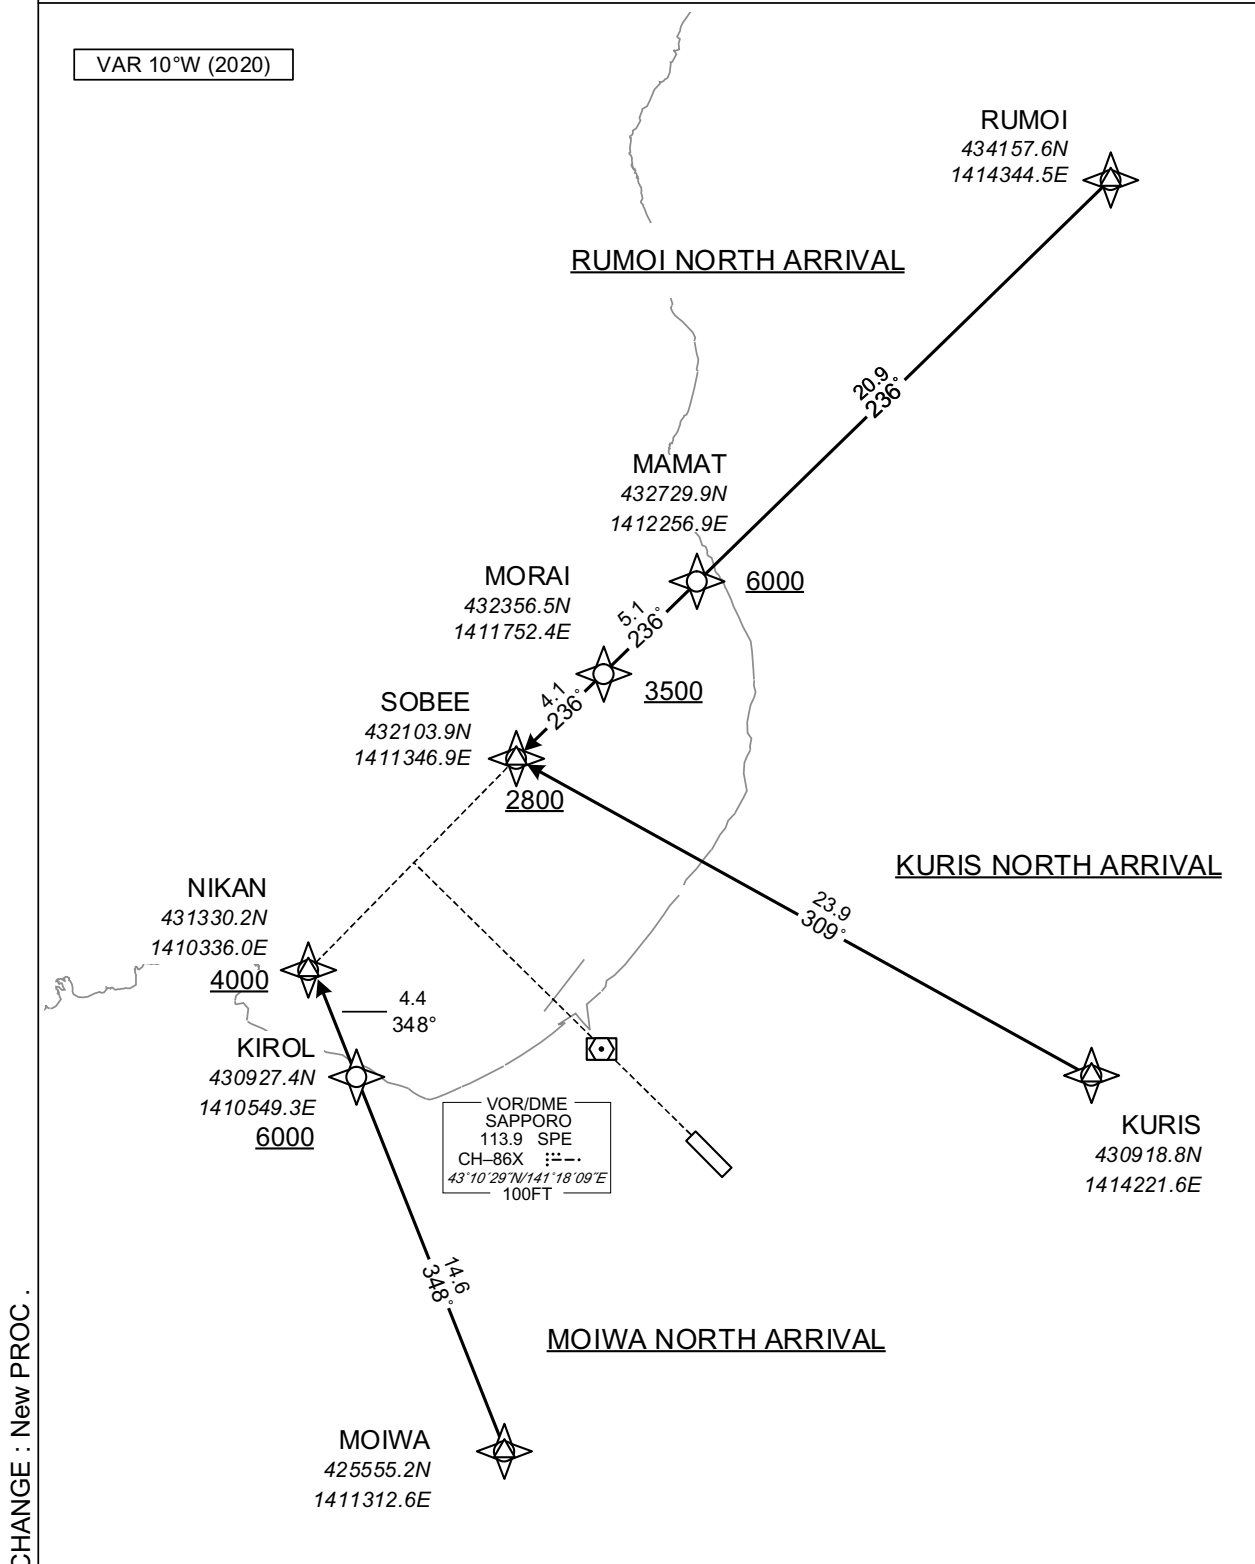 VAR 10°W (2020)
RUMOI
434157.6N
1414344.5E
RUMOI NORTH ARRIVAL
20.9
236°
MAMAT
432729.9N
1412256.9E
6000
5.1
236°
MORAI
432356.5N
1411752.4E
3500
4.1
236°
SOBEE
432103.9N
1411346.9E
2800
KURIS NORTH ARRIVAL
23.9
309°
NIKAN
431330.2N
1410336.0E
4000
4.4
348°
KIROL
430927.4N
1410549.3E
6000
VOR/DME
SAPPORO
113.9 SPE
CH–86X
43°10′29″N/141°18′09″E
100FT
KURIS
430918.8N
1414221.6E
14.6
348°
MOIWA NORTH ARRIVAL
MOIWA
425555.2N
1411312.6E
CHANGE : New PROC .